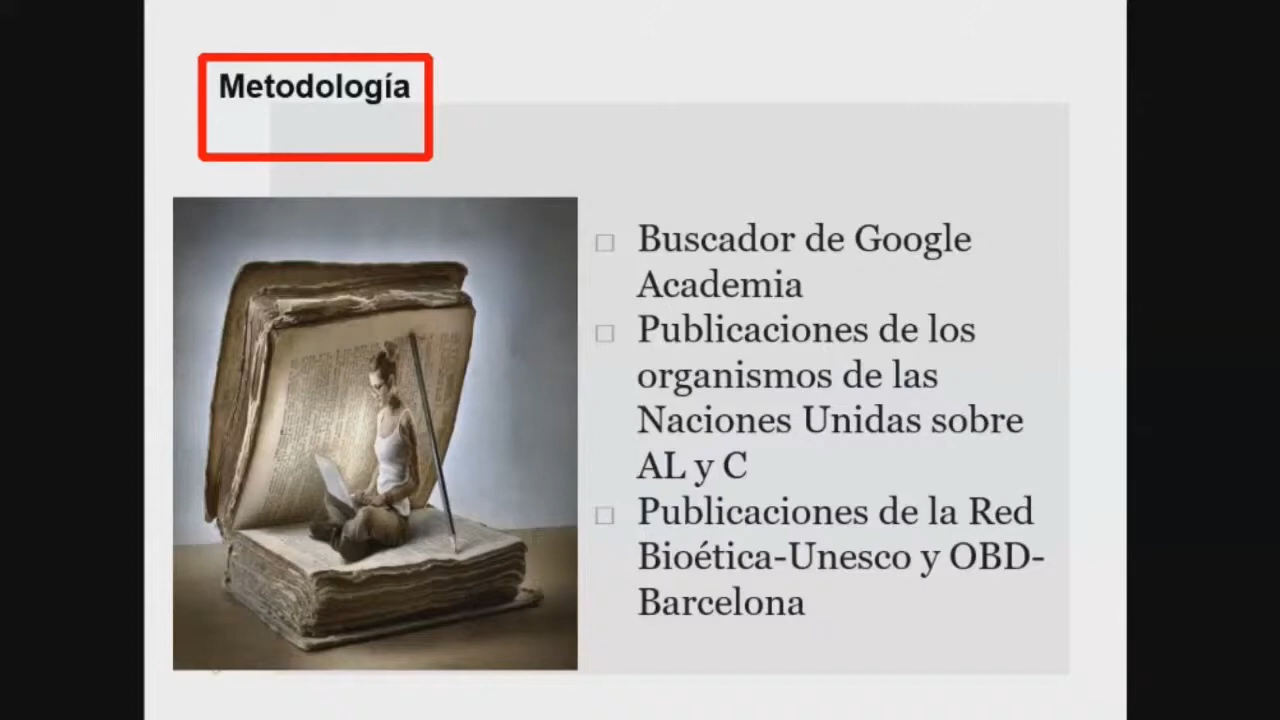 Metodología
Buscador de Google
Academia
Publicaciones de los
organismos de las
Naciones Unidas sobre
AL y C
Publicaciones de la Red
Bioética-Unesco y OBD-
Barcelona